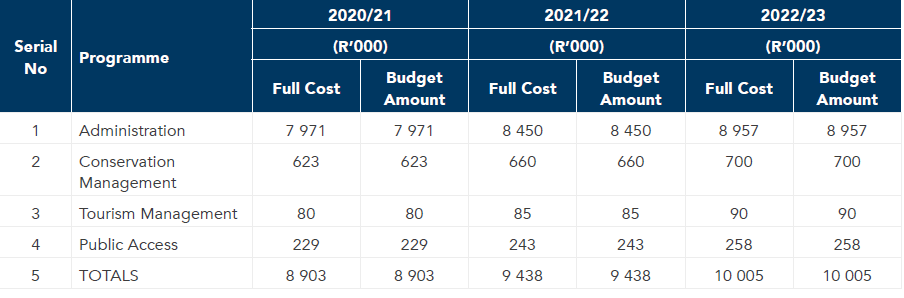 2020/21 2021/22 2022/23
Serial No Programme (R’000) (R’000) (R’000)
Full Cost Budget Amount Full Cost Budget Amount Full Cost Budget Amount
1 Administration 7 971 7 971 8 450 8 450 8 957 8 957
2 Conservation Management 623 623 660 660 700 700
3 Tourism Management 80 80 85 85 90 90
4 Public Access 229 229 243 243 258 258
5 TOTALS 8 903 8 903 9 438 9 438 10 005 10 005